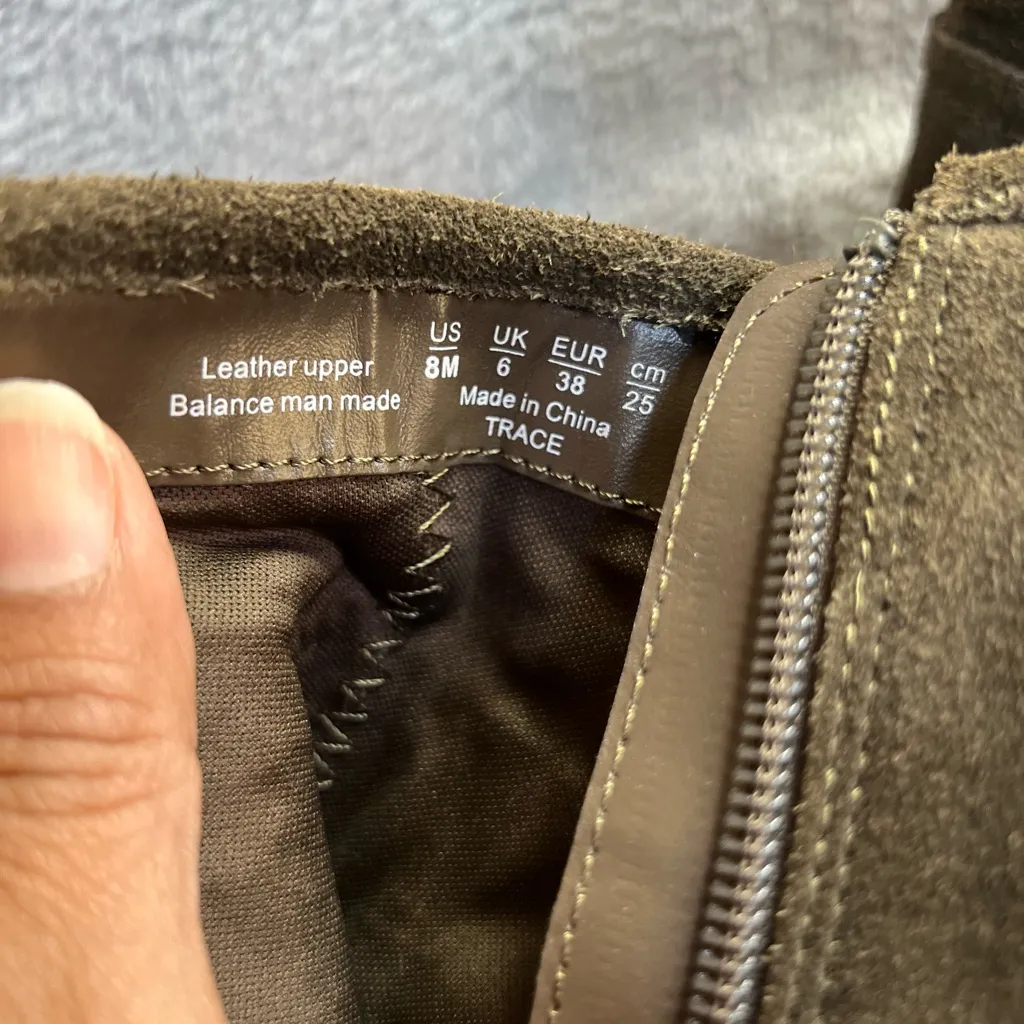 Leather upper
Balance man made
US UK EUR cm
8M 6 38 25
Made in China
TRACE